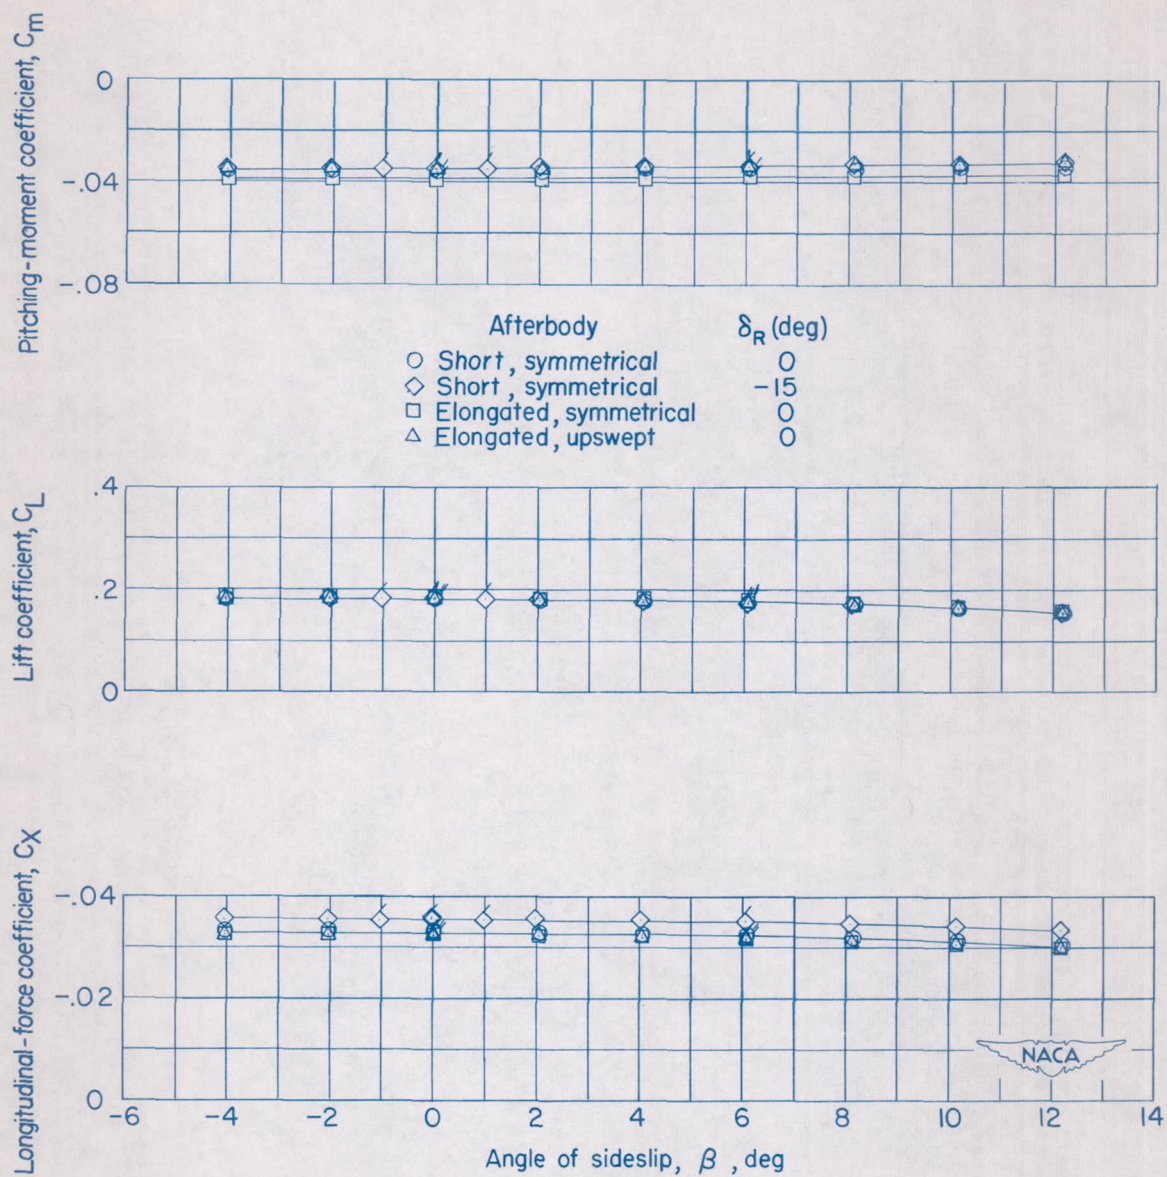 Pitching-moment coefficient, Cm
0
-.04
-.08
Afterbody δR (deg)
Short, symmetrical 0
Short, symmetrical -15
Elongated, symmetrical 0
Elongated, upswept 0
Lift coefficient, CL
.4
.2
0
Longitudinal-force coefficient, CX
-.04
-.02
0
NACA
-6 -4 -2 0 2 4 6 8 10 12 14
Angle of sideslip, β, deg